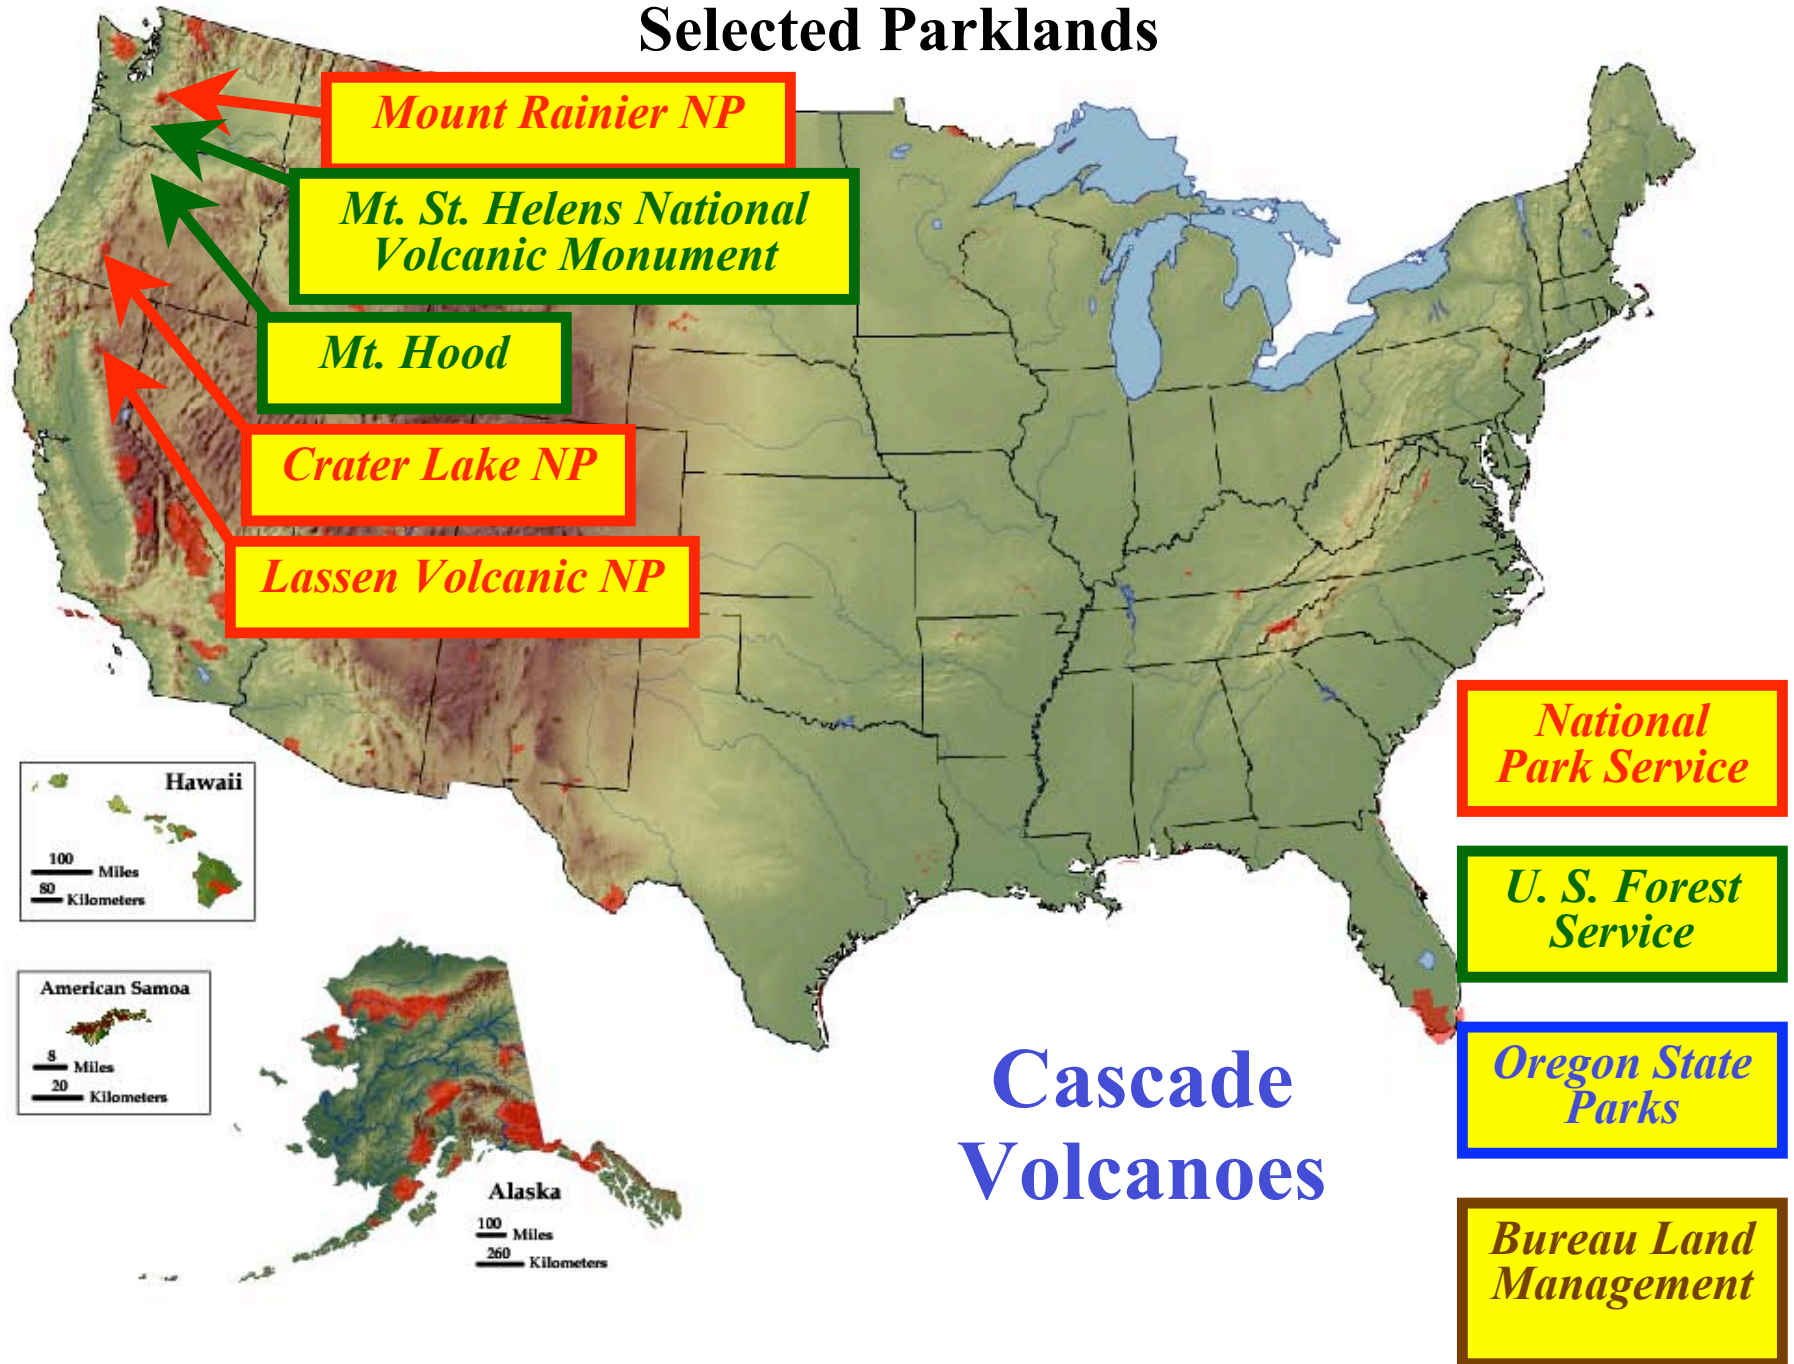 Selected Parklands
Mount Rainier NP
Mt. St. Helens National
Volcanic Monument
Mt. Hood
Crater Lake NP
Lassen Volcanic NP
National
Park Service
U. S. Forest
Service
Oregon State
Parks
Bureau Land
Management
Cascade
Volcanoes
Hawaii
100
Miles
80
Kilometers
American Samoa
8
Miles
20
Kilometers
Alaska
100
Miles
260
Kilometers